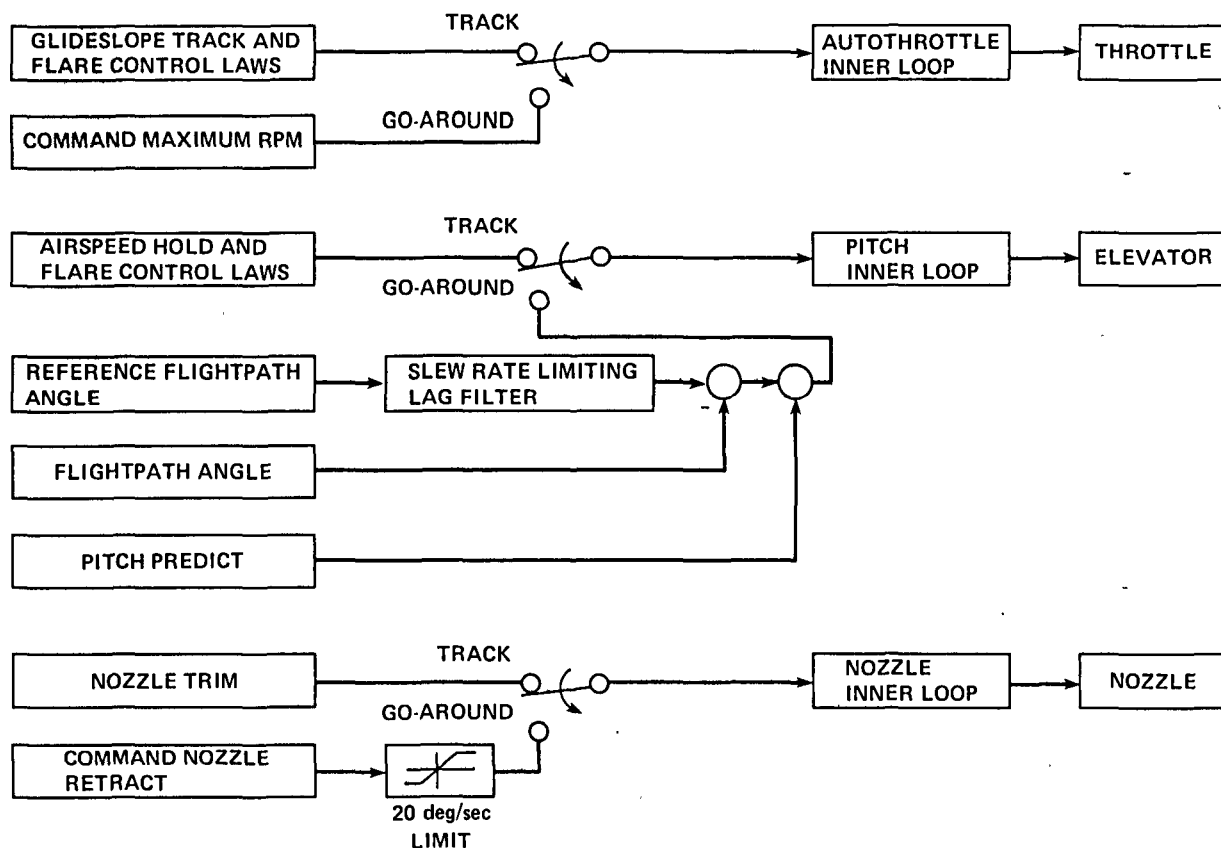 TRACK
GLIDESLOPE TRACK AND
FLARE CONTROL LAWS
AUTOTHROTTLE
INNER LOOP
THROTTLE
GO-AROUND
COMMAND MAXIMUM RPM
TRACK
AIRSPEED HOLD AND
FLARE CONTROL LAWS
PITCH
INNER LOOP
ELEVATOR
GO-AROUND
REFERENCE FLIGHTPATH
ANGLE
SLEW RATE LIMITING
LAG FILTER
FLIGHTPATH ANGLE
PITCH PREDICT
TRACK
NOZZLE TRIM
NOZZLE
INNER LOOP
NOZZLE
GO-AROUND
COMMAND NOZZLE
RETRACT
20 deg/sec
LIMIT